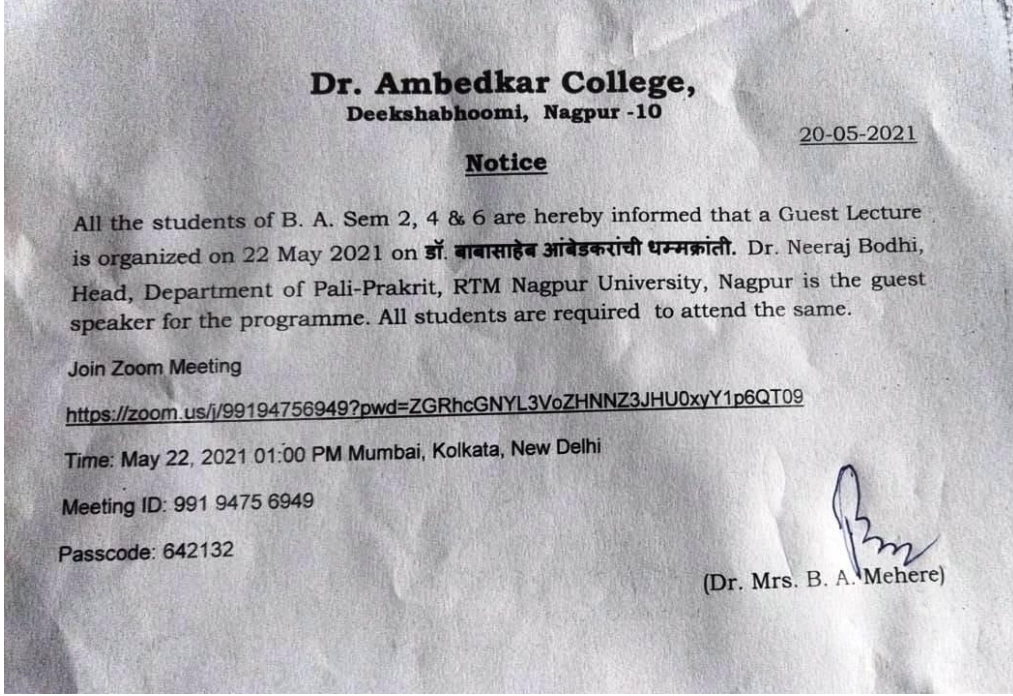 Dr. Ambedkar College,
Deekshabhoomi, Nagpur -10
20-05-2021
Notice
All the students of B. A. Sem 2, 4 & 6 are hereby informed that a Guest Lecture
is organized on 22 May 2021 on डॉ. बाबासाहेब आंबेडकरांची धम्मक्रांती. Dr. Neeraj Bodhi,
Head, Department of Pali-Prakrit, RTM Nagpur University, Nagpur is the guest
speaker for the programme. All students are required to attend the same.
Join Zoom Meeting
https://zoom.us/j/99194756949?pwd=ZGRhcGNYL3VoZHNNZ3JHU0xyY1p6QT09
Time: May 22, 2021 01:00 PM Mumbai, Kolkata, New Delhi
Meeting ID: 991 9475 6949
Passcode: 642132
(Dr. Mrs. B. A. Mehere)